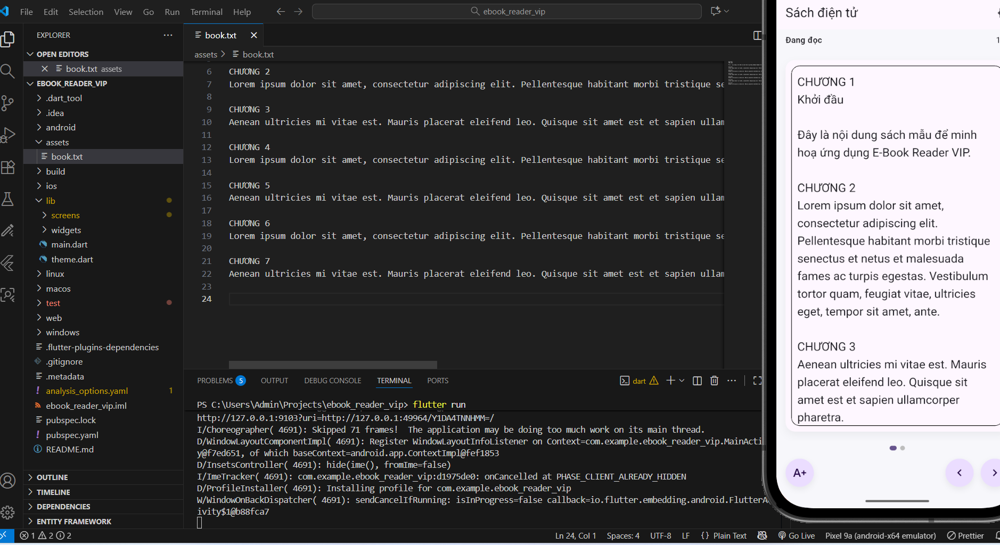 File Edit Selection View Go Run Terminal Help
ebook_reader_vip
EXPLORER
OPEN EDITORS
book.txt assets
EBOOK_READER_VIP
.dart_tool
.idea
android
assets
book.txt
build
ios
lib
screens
widgets
main.dart
theme.dart
linux
macos
test
web
windows
.flutter-plugins-dependencies
.gitignore
.metadata
analysis_options.yaml 1
ebook_reader_vip.iml
pubspec.lock
pubspec.yaml
README.md
OUTLINE
TIMELINE
DEPENDENCIES
ENTITY FRAMEWORK
book.txt
assets > book.txt
6 CHƯƠNG 2
7 Lorem ipsum dolor sit amet, consectetur adipiscing elit. Pellentesque habitant morbi tristique se
8
9 CHƯƠNG 3
10 Aenean ultricies mi vitae est. Mauris placerat eleifend leo. Quisque sit amet est et sapien ullam
11
12 CHƯƠNG 4
13 Lorem ipsum dolor sit amet, consectetur adipiscing elit. Pellentesque habitant morbi tristique se
14
15 CHƯƠNG 5
16 Aenean ultricies mi vitae est. Mauris placerat eleifend leo. Quisque sit amet est et sapien ullam
17
18 CHƯƠNG 6
19 Lorem ipsum dolor sit amet, consectetur adipiscing elit. Pellentesque habitant morbi tristique se
20
21 CHƯƠNG 7
22 Aenean ultricies mi vitae est. Mauris placerat eleifend leo. Quisque sit amet est et sapien ullam
23
24
PROBLEMS 5 OUTPUT DEBUG CONSOLE TERMINAL PORTS
dart
PS C:\Users\Admin\Projects\ebook_reader_vip> flutter run
http://127.0.0.1:9103?uri=http://127.0.0.1:49964/Y1DA4TNNHMM=/
I/Choreographer( 4691): Skipped 71 frames!  The application may be doing too much work on its main thread.
D/WindowLayoutComponentImpl( 4691): Register WindowLayoutInfoListener on Context=com.example.ebook_reader_vip.MainActi
y@f7ed651, of which baseContext=android.app.ContextImpl@fef1853
D/InsetsController( 4691): hide(ime(), fromIme=false)
I/ImeTracker( 4691): com.example.ebook_reader_vip:d1975de0: onCancelled at PHASE_CLIENT_ALREADY_HIDDEN
D/ProfileInstaller( 4691): Installing profile for com.example.ebook_reader_vip
W/WindowOnBackDispatcher( 4691): sendCancelIfRunning: isInProgress=false callback=io.flutter.embedding.android.FlutterA
ivity$1@b88fca7
1 2 2
Ln 24, Col 1 Spaces: 4 UTF-8 LF {} Plain Text Go Live Pixel 9a (android-x64 emulator) Prettier
Sách điện tử
Đang đọc 1
CHƯƠNG 1
Khởi đầu
Đây là nội dung sách mẫu để minh
hoạ ứng dụng E-Book Reader VIP.
CHƯƠNG 2
Lorem ipsum dolor sit amet,
consectetur adipiscing elit.
Pellentesque habitant morbi tristique
senectus et netus et malesuada
fames ac turpis egestas. Vestibulum
tortor quam, feugiat vitae, ultricies
eget, tempor sit amet, ante.
CHƯƠNG 3
Aenean ultricies mi vitae est. Mauris
placerat eleifend leo. Quisque sit
amet est et sapien ullamcorper
pharetra.
A+